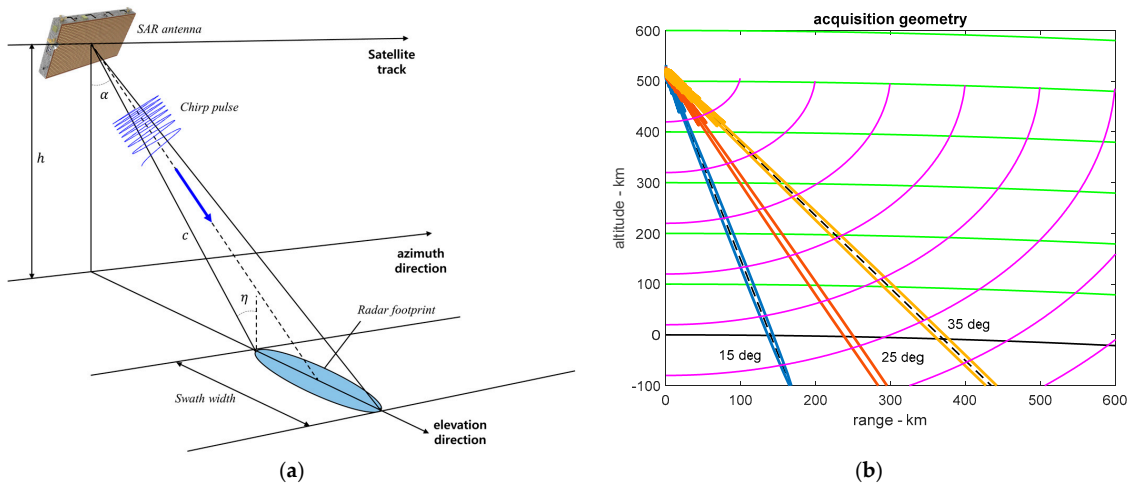 SAR antenna
Satellite
track
α
Chirp pulse
h
c
azimuth
direction
η
Radar footprint
Swath width
elevation
direction
(a)
acquisition geometry
altitude - km
600
500
400
300
200
100
0
-100
15 deg
25 deg
35 deg
0 100 200 300 400 500 600
range - km
(b)